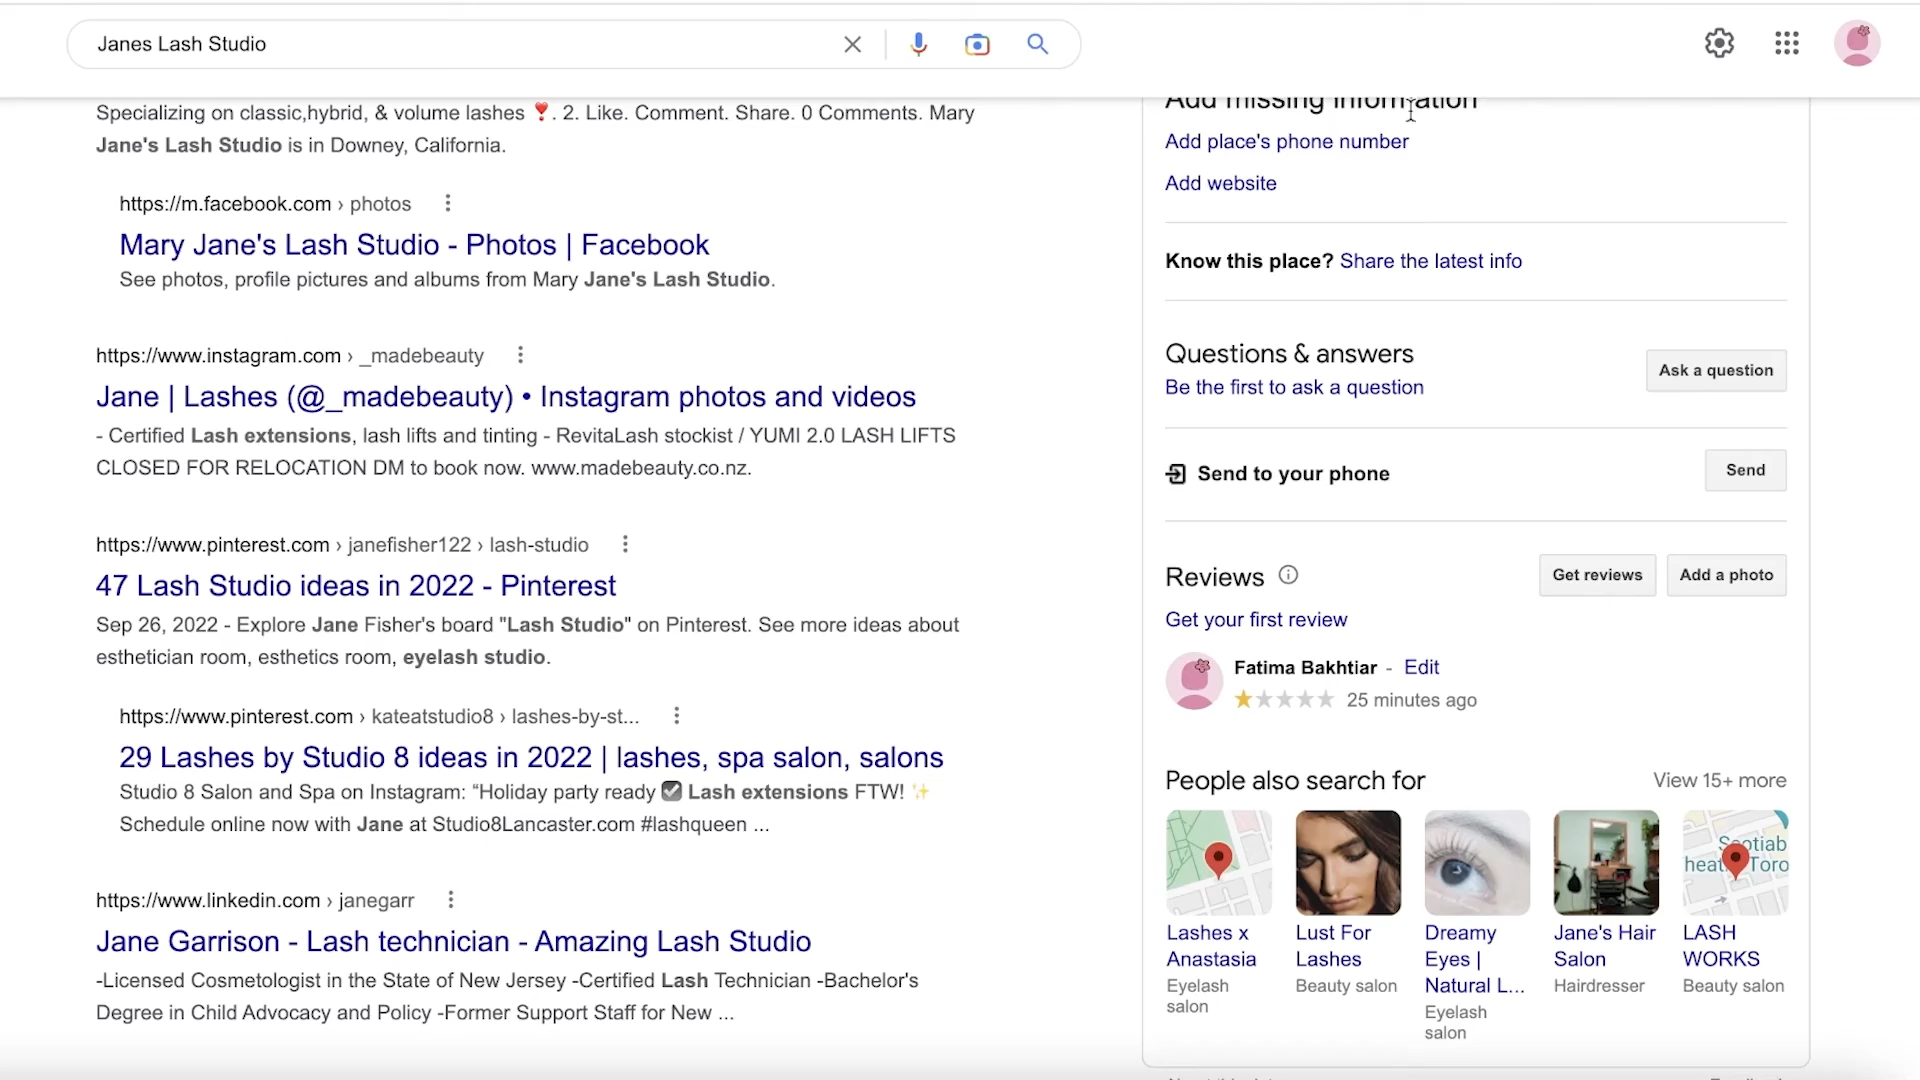 Janes Lash Studio
Specializing on classic,hybrid, & volume lashes ❣. 2. Like. Comment. Share. 0 Comments. Mary
Jane's Lash Studio is in Downey, California.
https://m.facebook.com › photos
Mary Jane's Lash Studio - Photos | Facebook
See photos, profile pictures and albums from Mary Jane's Lash Studio.
https://www.instagram.com › _madebeauty
Jane | Lashes (@_madebeauty) • Instagram photos and videos
- Certified Lash extensions, lash lifts and tinting - RevitaLash stockist / YUMI 2.0 LASH LIFTS
CLOSED FOR RELOCATION DM to book now. www.madebeauty.co.nz.
https://www.pinterest.com › janefisher122 › lash-studio
47 Lash Studio ideas in 2022 - Pinterest
Sep 26, 2022 - Explore Jane Fisher's board "Lash Studio" on Pinterest. See more ideas about
esthetician room, esthetics room, eyelash studio.
https://www.pinterest.com › kateatstudio8 › lashes-by-st...
29 Lashes by Studio 8 ideas in 2022 | lashes, spa salon, salons
Studio 8 Salon and Spa on Instagram: “Holiday party ready ☑ Lash extensions FTW! ✨
Schedule online now with Jane at Studio8Lancaster.com #lashqueen ...
https://www.linkedin.com › janegarr
Jane Garrison - Lash technician - Amazing Lash Studio
-Licensed Cosmetologist in the State of New Jersey -Certified Lash Technician -Bachelor's
Degree in Child Advocacy and Policy -Former Support Staff for New ...
Add missing information
Add place's phone number
Add website
Know this place? Share the latest info
Questions & answers
Be the first to ask a question
Ask a question
Send to your phone
Send
Reviews
Get reviews
Add a photo
Get your first review
Fatima Bakhtiar - Edit
25 minutes ago
People also search for
View 15+ more
Scotiab
heat Toro
Lashes x
Anastasia
Eyelash
salon
Lust For
Lashes
Beauty salon
Dreamy
Eyes |
Natural L...
Eyelash
salon
Jane's Hair
Salon
Hairdresser
LASH
WORKS
Beauty salon